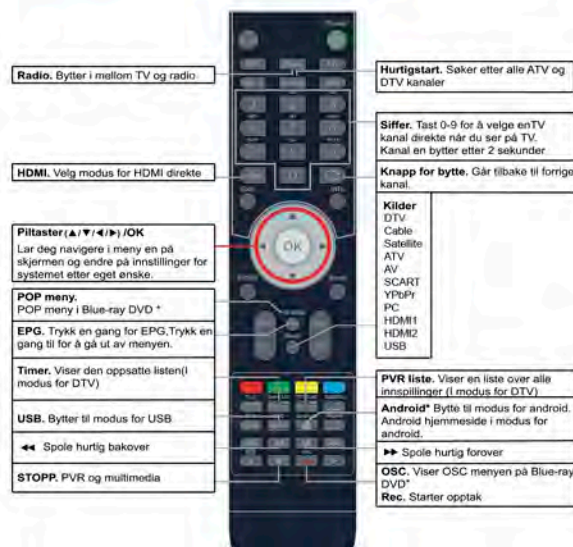 Radio. Bytter i mellom TV og radio
HDMI. Velg modus for HDMI direkte
Piltaster(▲/▼/◀/▶) /OK
Lar deg navigere i meny en på
skjermen og endre på innstillinger for
systemet etter eget ønske.
POP meny.
POP meny i Blue-ray DVD *
EPG. Trykk en gang for EPG,Trykk en
gang til for å gå ut av menyen.
Timer. Viser den oppsatte listen(I
modus for DTV)
USB. Bytter til modus for USB
◀◀ Spole hurtig bakover
STOPP. PVR og multimedia
OK
Hurtigstart. Søker etter alle ATV og
DTV kanaler
Siffer. Tast 0-9 for å velge enTV
kanal direkte når du ser på TV.
Kanal en bytter etter 2 sekunder
Knapp for bytte. Går tilbake til forrige
kanal.
Kilder
DTV
Cable
Satellite
ATV
AV
SCART
YPbPr
PC
HDMI1
HDMI2
USB
PVR liste. Viser en liste over alle
innspillinger (I modus for DTV)
Android* Bytte til modus for android.
Android hjemmeside i modus for
android.
▶▶ Spole hurtig forover
OSC. Viser OSC menyen på Blue-ray
DVD*
Rec. Starter opptak